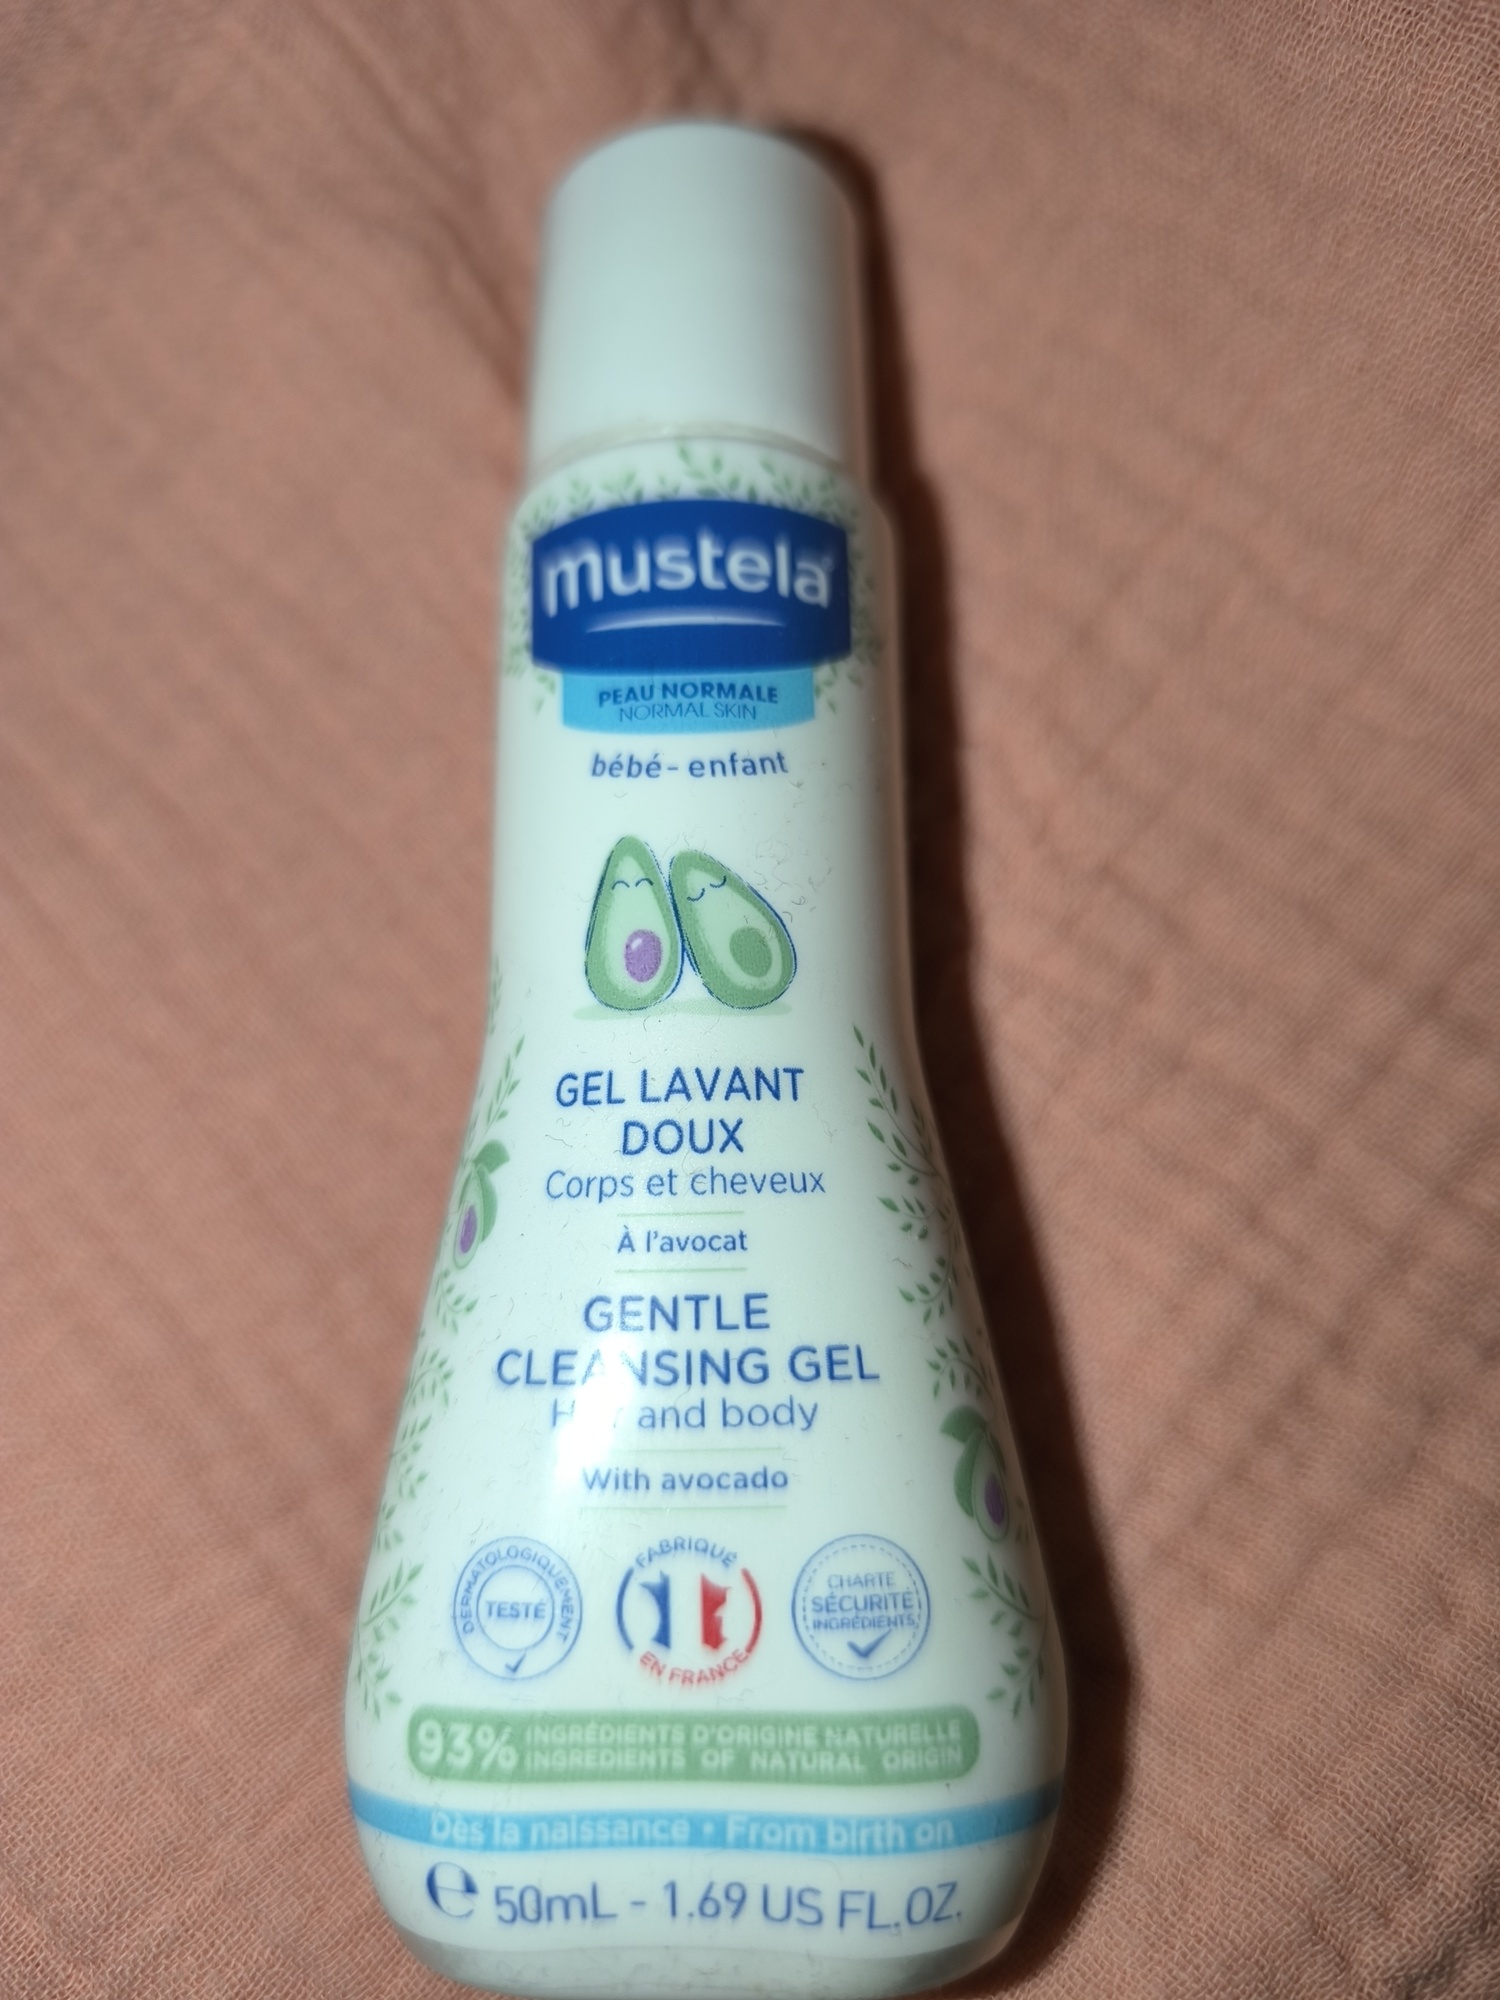 mustela
PEAU NORMALE
NORMAL SKIN
bébé - enfant
GEL LAVANT
DOUX
Corps et cheveux
À l'avocat
GENTLE
CLEANSING GEL
Hair and body
With avocado
DERMATOLOGIQUEMENT
TESTÉ
FABRIQUÉ
EN FRANCE
CHARTE
SÉCURITÉ
INGRÉDIENTS
93% INGRÉDIENTS D'ORIGINE NATURELLE
INGREDIENTS OF NATURAL ORIGIN
Dès la naissance • From birth on
℮ 50mL - 1.69 US FL.OZ.